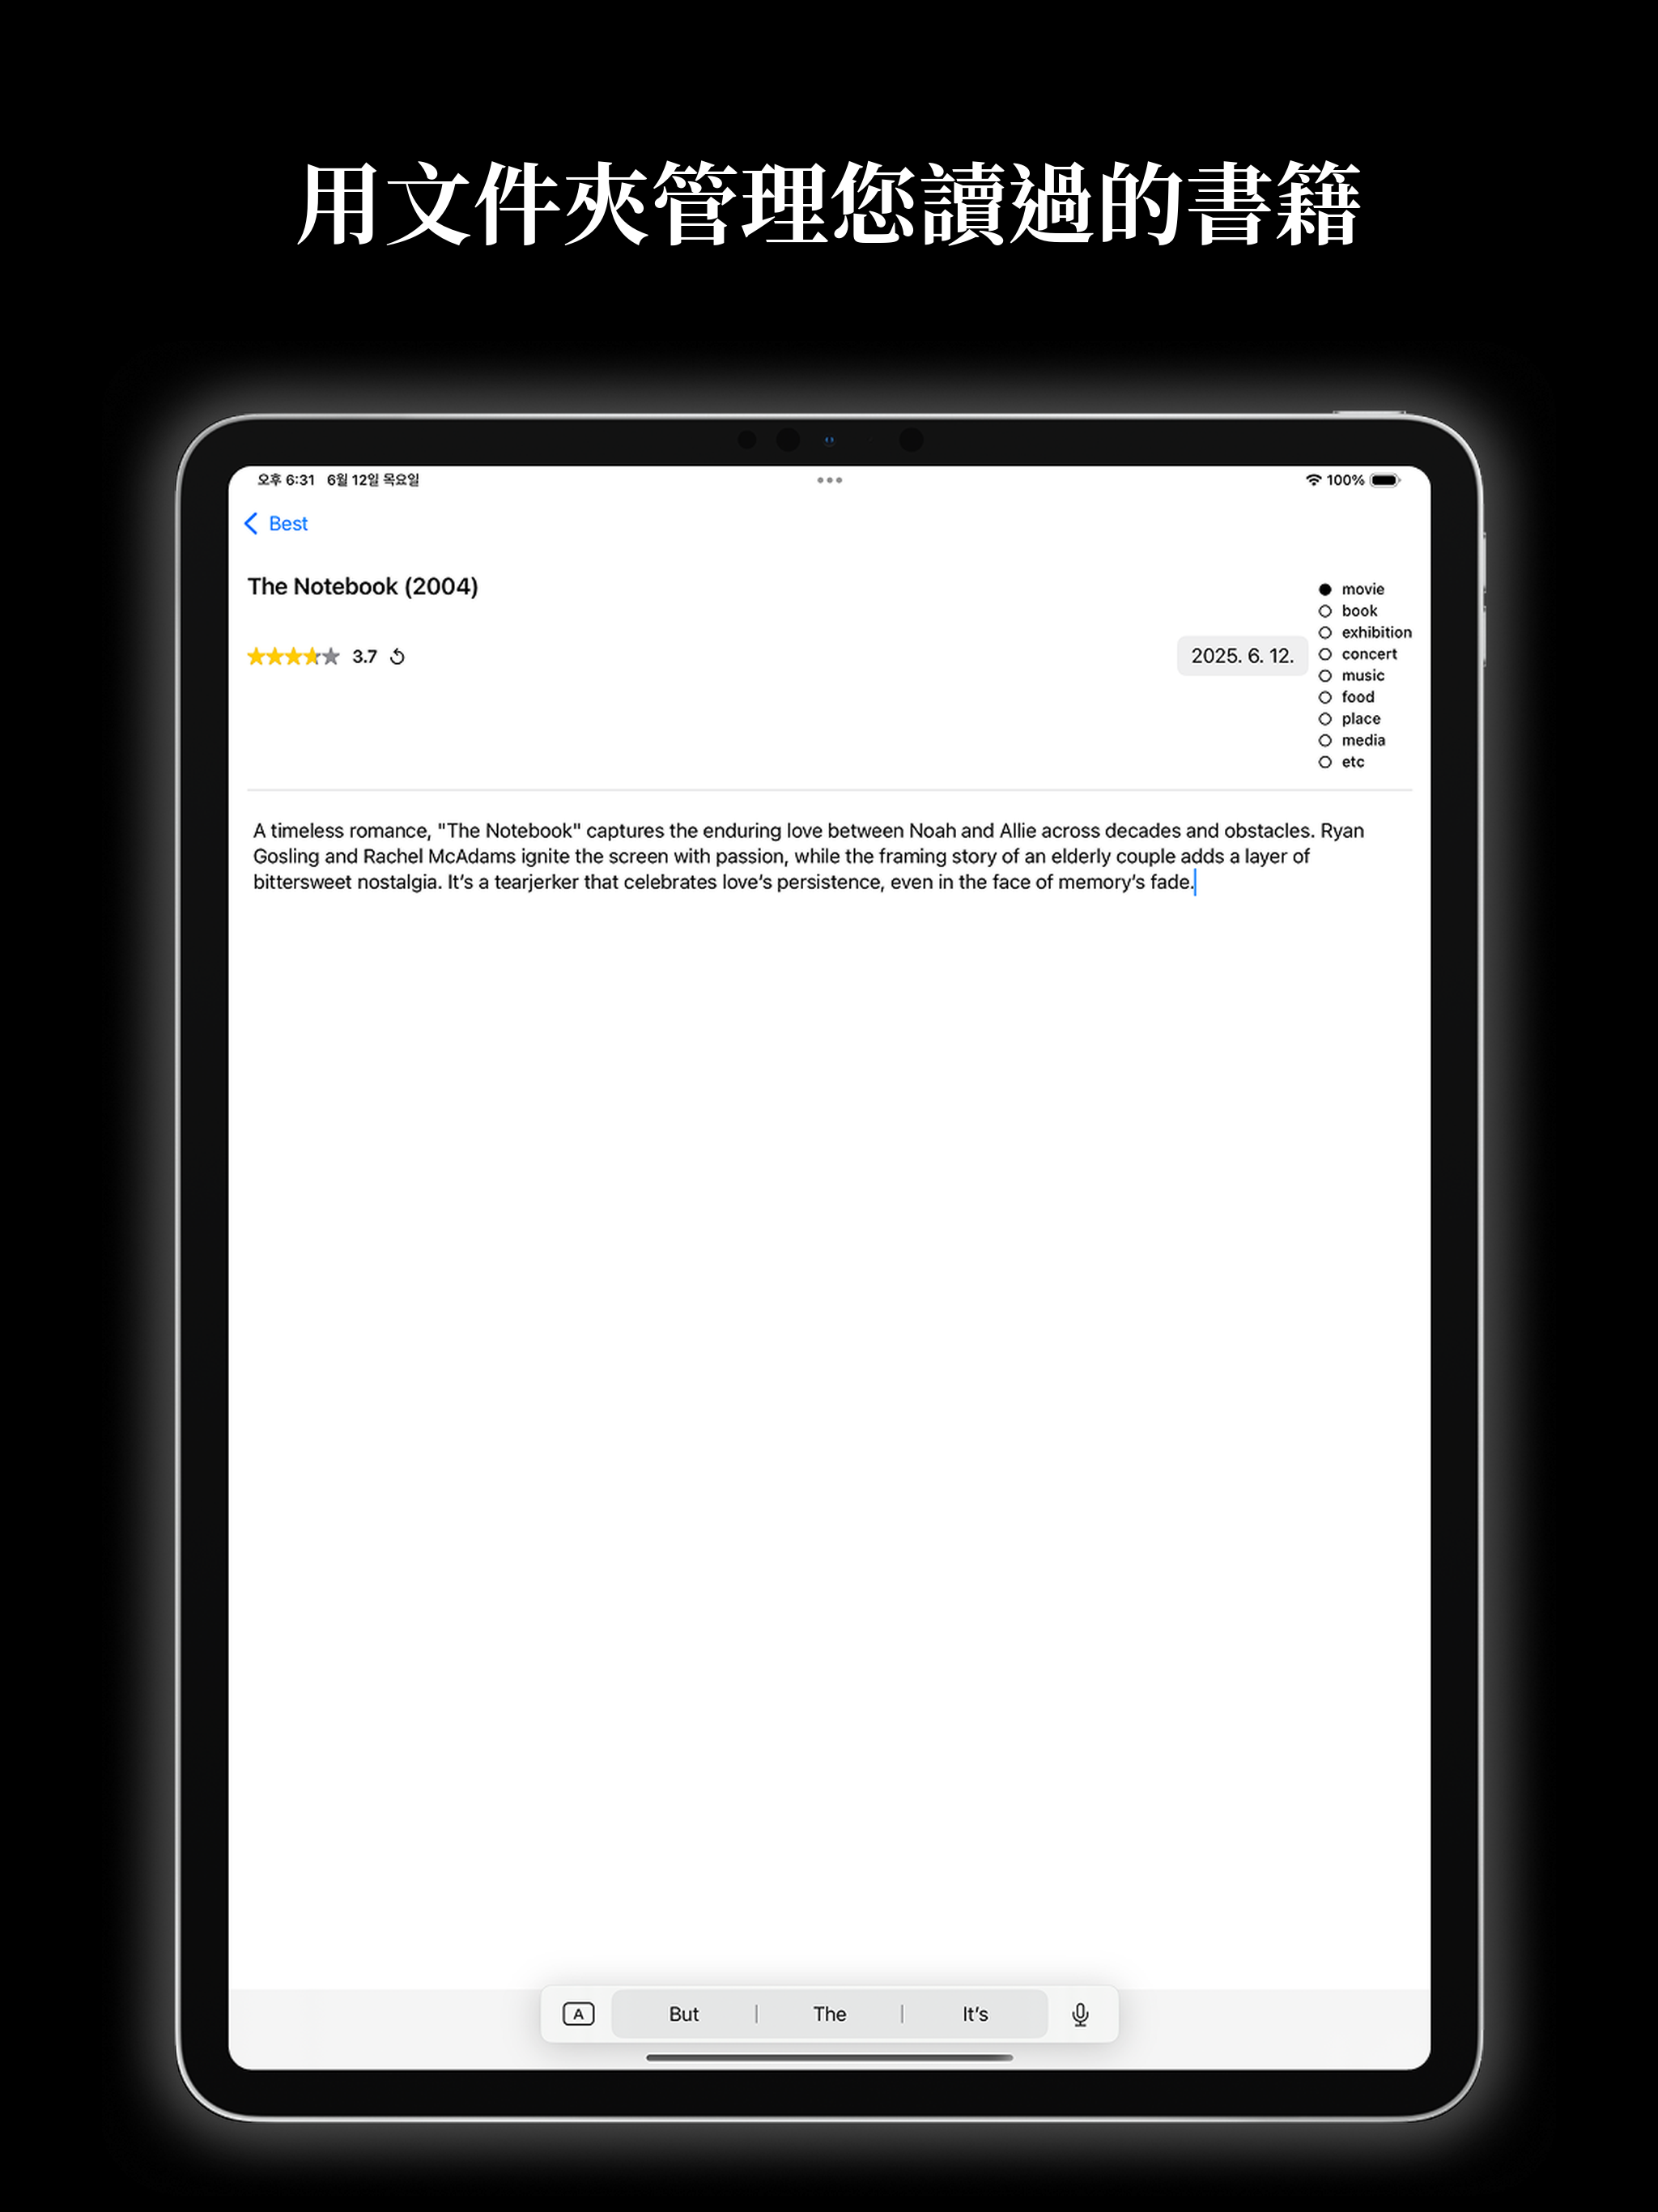 用文件夾管理您讀過的書籍
오후 6:31 6월 12일 목요일
100%
Best
The Notebook (2004)
3.7
2025. 6. 12.
movie
book
exhibition
concert
music
food
place
media
etc
A timeless romance, "The Notebook" captures the enduring love between Noah and Allie across decades and obstacles. Ryan
Gosling and Rachel McAdams ignite the screen with passion, while the framing story of an elderly couple adds a layer of
bittersweet nostalgia. It’s a tearjerker that celebrates love’s persistence, even in the face of memory’s fade.
A But The It’s